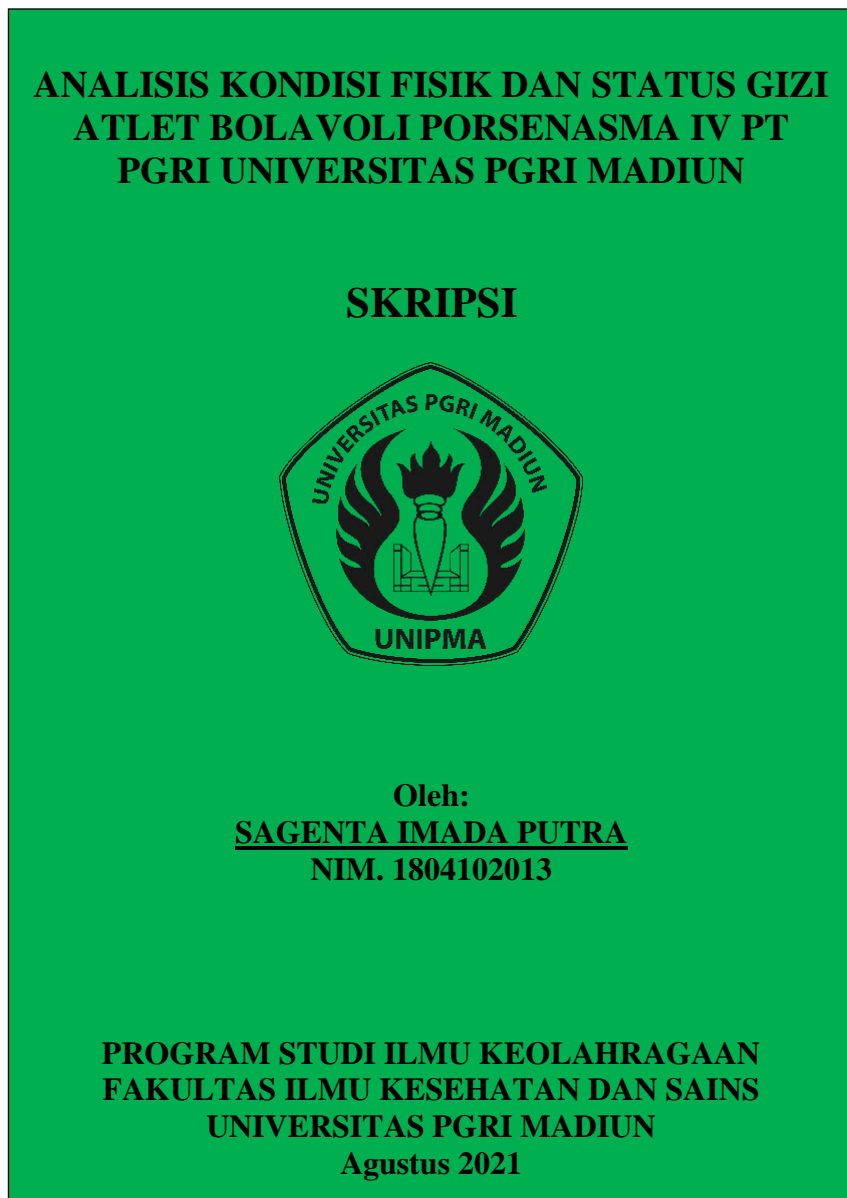 ANALISIS KONDISI FISIK DAN STATUS GIZI
ATLET BOLAVOLI PORSENASMA IV PT
PGRI UNIVERSITAS PGRI MADIUN
SKRIPSI
UNIVERSITAS PGRI MADIUN
UNIPMA
Oleh:
SAGENTA IMADA PUTRA
NIM. 1804102013
PROGRAM STUDI ILMU KEOLAHRAGAAN
FAKULTAS ILMU KESEHATAN DAN SAINS
UNIVERSITAS PGRI MADIUN
Agustus 2021